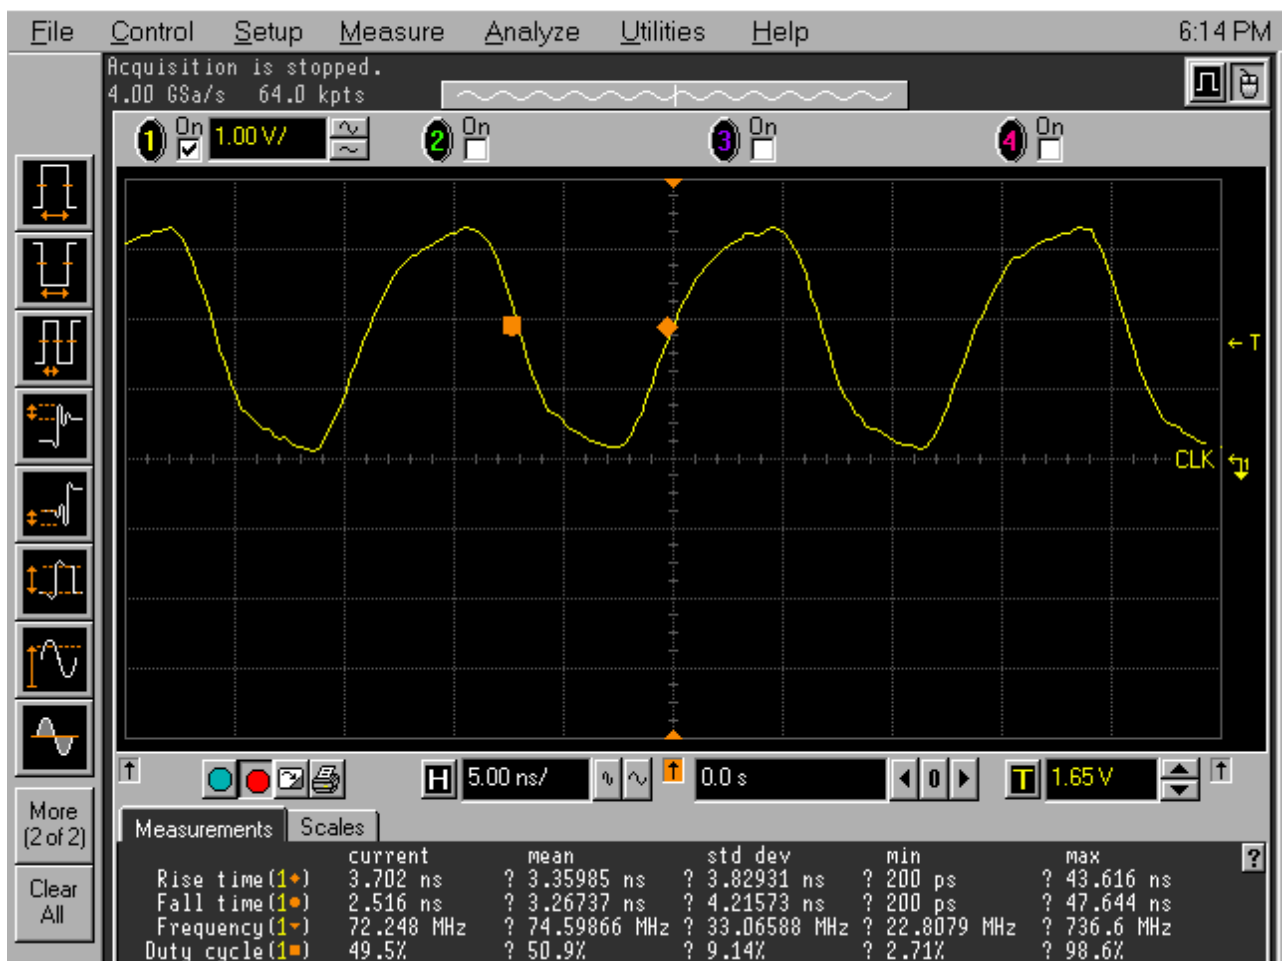 File Control Setup Measure Analyze Utilities Help 6:14 PM
Acquisition is stopped.
4.00 GSa/s 64.0 kpts
1 On 1.00 V/ 2 On 3 On 4 On
T
CLK 1
H 5.00 ns/ 0.0 s 0 T 1.65 V
More
(2 of 2)
Clear
All
Measurements Scales
current mean std dev min max ?
Rise time(1) 3.702 ns ? 3.35985 ns ? 3.82931 ns ? 200 ps ? 43.616 ns
Fall time(1) 2.516 ns ? 3.26737 ns ? 4.21573 ns ? 200 ps ? 47.644 ns
Frequency(1) 72.248 MHz ? 74.59866 MHz ? 33.06588 MHz ? 22.8079 MHz ? 736.6 MHz
Duty cycle(1) 49.5% ? 50.9% ? 9.14% ? 2.71% ? 98.6%